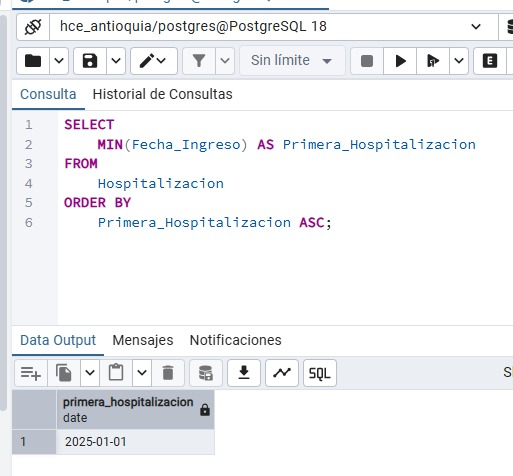 hce_antioquia/postgres@PostgreSQL 18
Sin límite
E
Consulta Historial de Consultas
1 SELECT
2 MIN(Fecha_Ingreso) AS Primera_Hospitalizacion
3 FROM
4 Hospitalizacion
5 ORDER BY
6 Primera_Hospitalizacion ASC;
Data Output Mensajes Notificaciones
SQL
primera_hospitalizacion
date
1 2025-01-01